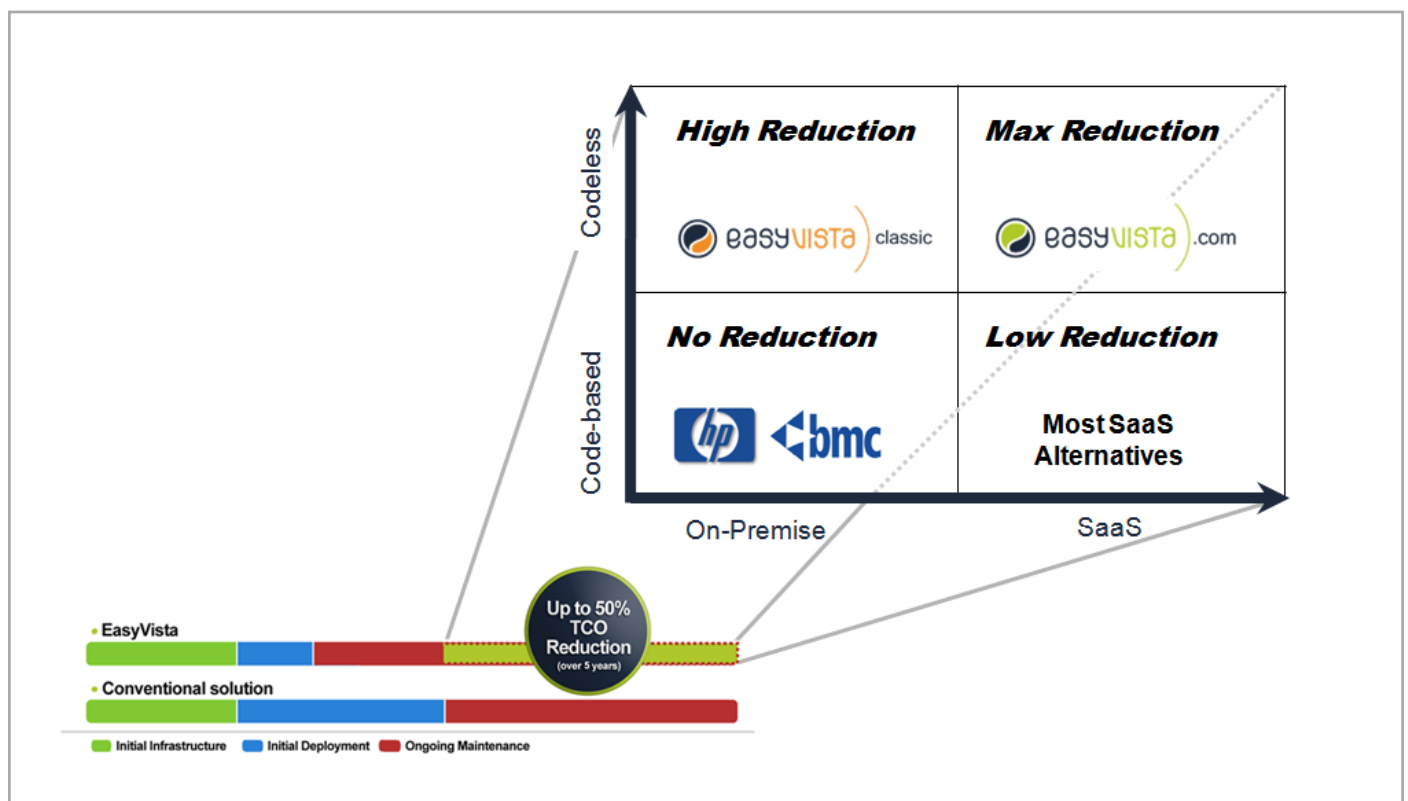 Codeless
High Reduction
Max Reduction
easyvista classic
easyvista .com
Code-based
No Reduction
Low Reduction
hp bmc
Most SaaS
Alternatives
On-Premise
SaaS
Up to 50%
TCO
Reduction
(over 5 years)
• EasyVista
• Conventional solution
Initial Infrastructure Initial Deployment Ongoing Maintenance